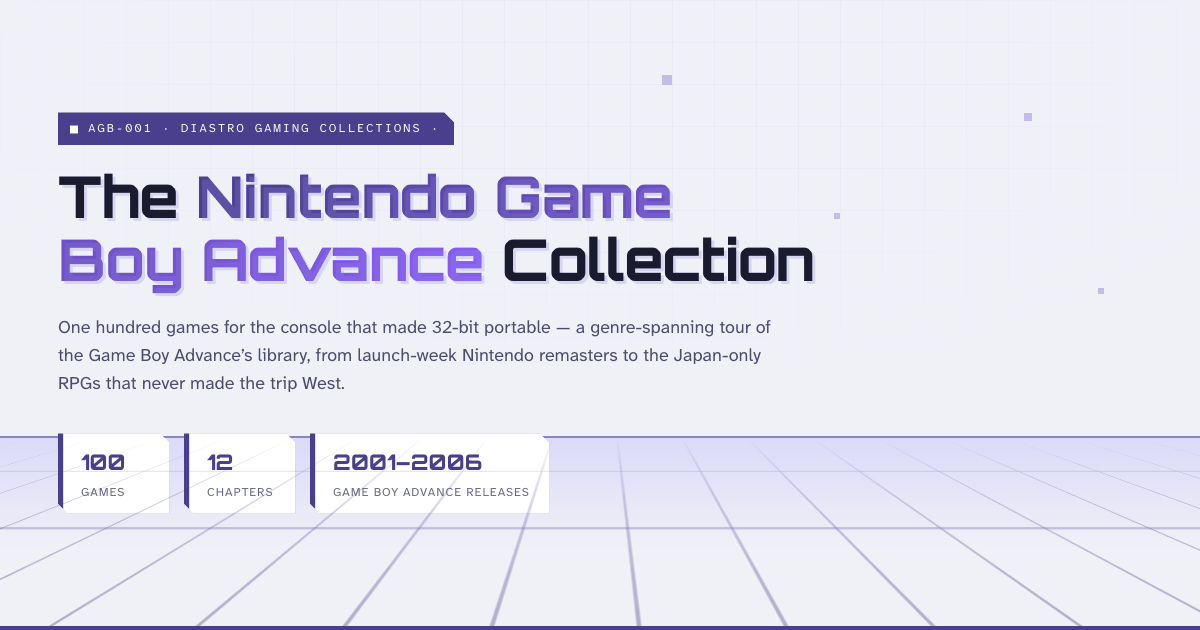 AGB-001 · DIASTRO GAMING COLLECTIONS ·
The Nintendo Game
Boy Advance Collection
One hundred games for the console that made 32-bit portable — a genre-spanning tour of
the Game Boy Advance’s library, from launch-week Nintendo remasters to the Japan-only
RPGs that never made the trip West.
100
GAMES
12
CHAPTERS
2001–2006
GAME BOY ADVANCE RELEASES